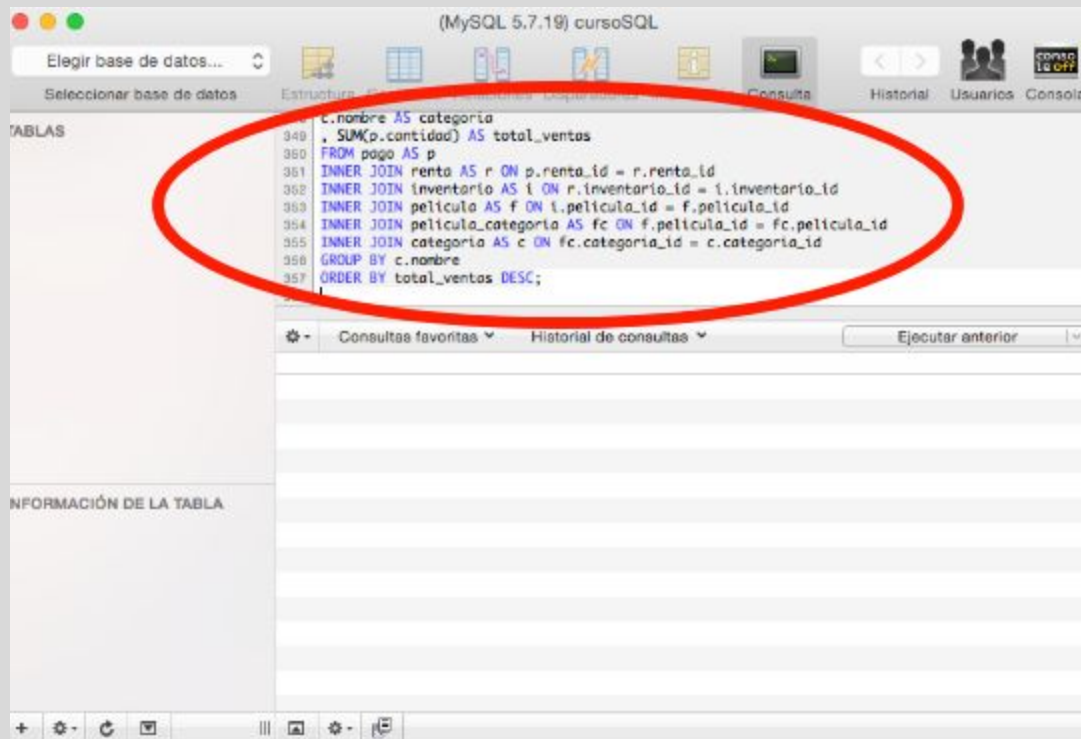 (MySQL 5.7.19) cursoSQL
Elegir base de datos...
Seleccionar base de datos
Estructura
Consulta
Historial
Usuarios
Consola
conso
le off
TABLAS
c.nombre AS categoria
349 , SUM(p.cantidad) AS total_ventas
350 FROM pago AS p
351 INNER JOIN renta AS r ON p.renta_id = r.renta_id
352 INNER JOIN inventario AS i ON r.inventario_id = i.inventario_id
353 INNER JOIN pelicula AS f ON i.pelicula_id = f.pelicula_id
354 INNER JOIN pelicula_categoria AS fc ON f.pelicula_id = fc.pelicula_id
355 INNER JOIN categoria AS c ON fc.categoria_id = c.categoria_id
356 GROUP BY c.nombre
357 ORDER BY total_ventas DESC;
Consultas favoritas
Historial de consultas
Ejecutar anterior
NFORMACIÓN DE LA TABLA